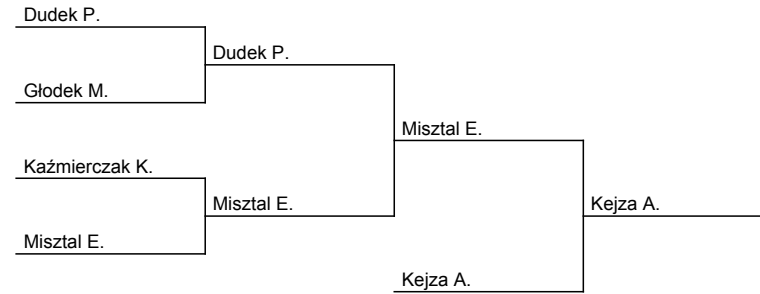 Dudek P.
Dudek P.
Głodek M.
Misztal E.
Kaźmierczak K.
Misztal E.
Kejza A.
Misztal E.
Kejza A.